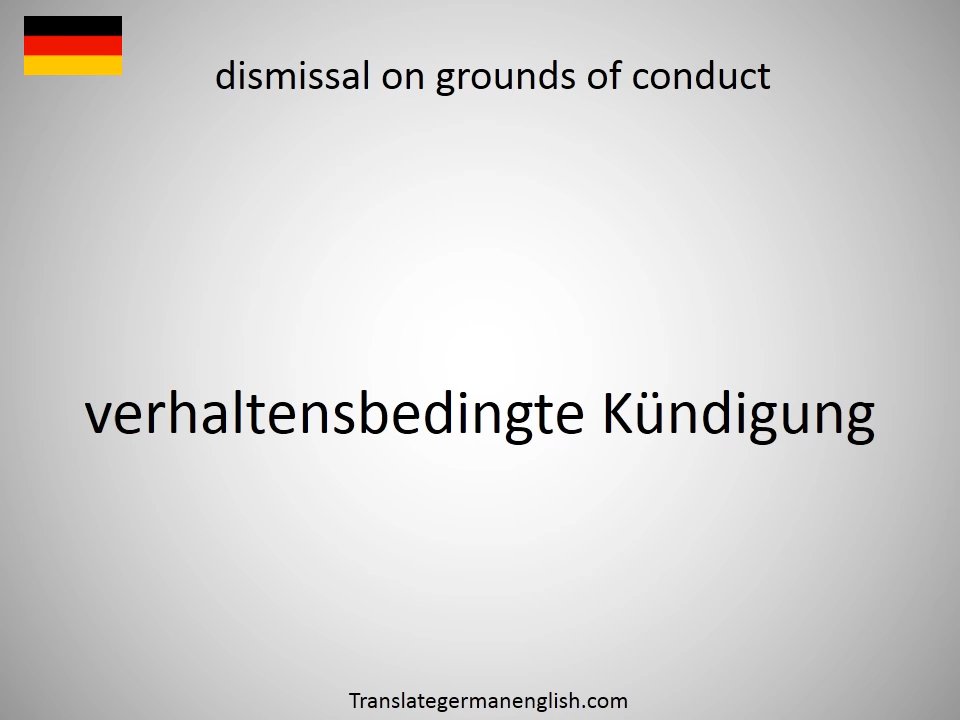 dismissal on grounds of conduct
verhaltensbedingte Kündigung
Translategermanenglish.com